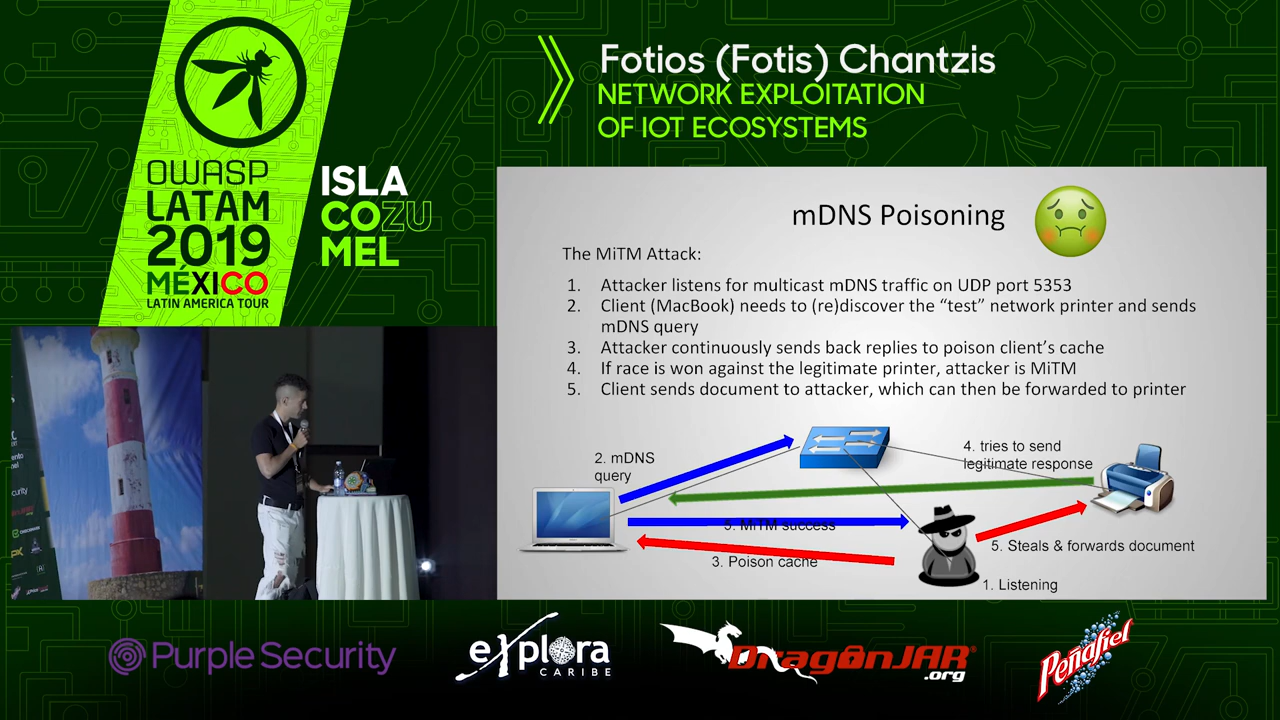 OWASP
LATAM
2019
MÉXICO
LATIN AMERICA TOUR
ISLA
COZU
MEL
Fotios (Fotis) Chantzis
NETWORK EXPLOITATION
OF IOT ECOSYSTEMS
mDNS Poisoning
The MiTM Attack:
1. Attacker listens for multicast mDNS traffic on UDP port 5353
2. Client (MacBook) needs to (re)discover the “test” network printer and sends
mDNS query
3. Attacker continuously sends back replies to poison client’s cache
4. If race is won against the legitimate printer, attacker is MiTM
5. Client sends document to attacker, which can then be forwarded to printer
2. mDNS
query
4. tries to send
legitimate response
5. MiTM success
3. Poison cache
5. Steals & forwards document
1. Listening
Purple Security
eXplora
CARIBE
DragonJAR
.org
Peñafiel